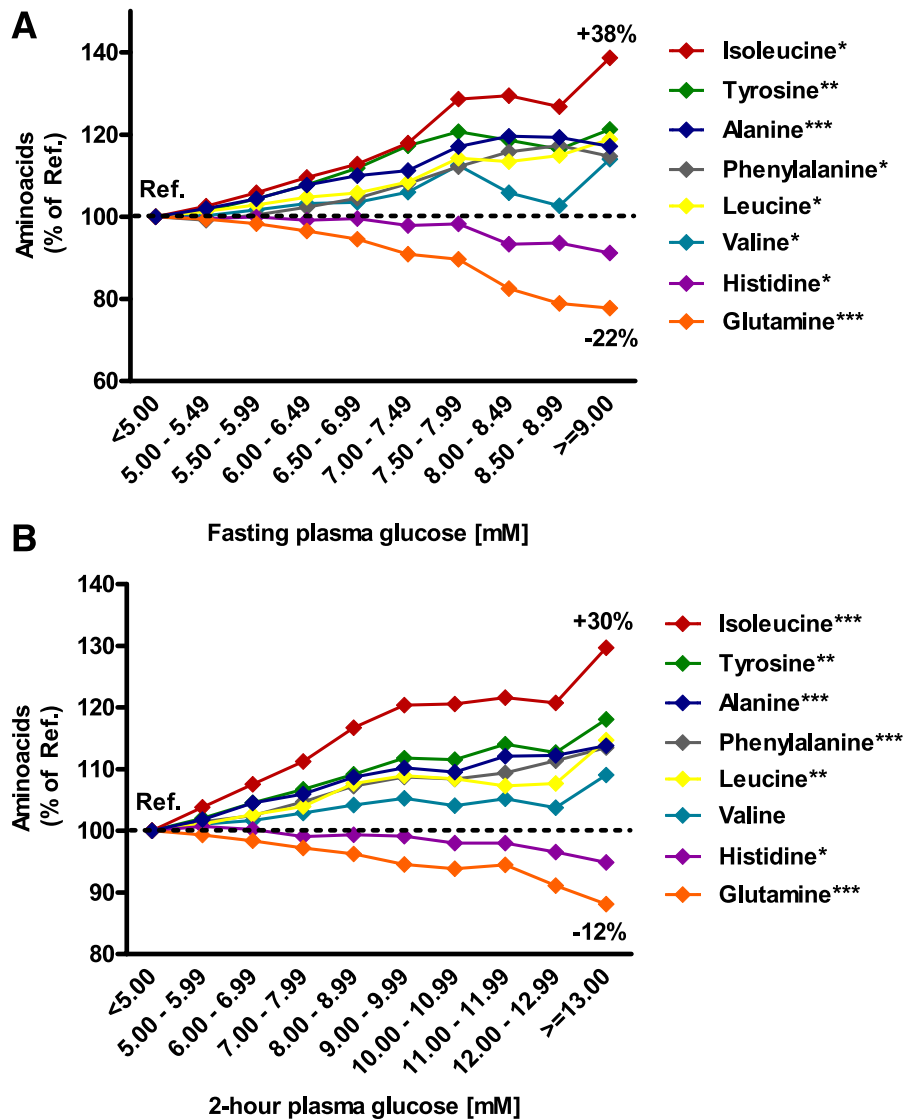 A
Aminoacids
(% of Ref.)
140
120
100
80
60
Ref.
+38%
-22%
Isoleucine*
Tyrosine**
Alanine***
Phenylalanine*
Leucine*
Valine*
Histidine*
Glutamine***
<5.00
5.00 - 5.49
5.50 - 5.99
6.00 - 6.49
6.50 - 6.99
7.00 - 7.49
7.50 - 7.99
8.00 - 8.49
8.50 - 8.99
>=9.00
Fasting plasma glucose [mM]
B
Aminoacids
(% of Ref.)
140
130
120
110
100
90
80
Ref.
+30%
-12%
Isoleucine***
Tyrosine**
Alanine***
Phenylalanine***
Leucine**
Valine
Histidine*
Glutamine***
<5.00
5.00 - 5.99
6.00 - 6.99
7.00 - 7.99
8.00 - 8.99
9.00 - 9.99
10.00 - 10.99
11.00 - 11.99
12.00 - 12.99
>=13.00
2-hour plasma glucose [mM]